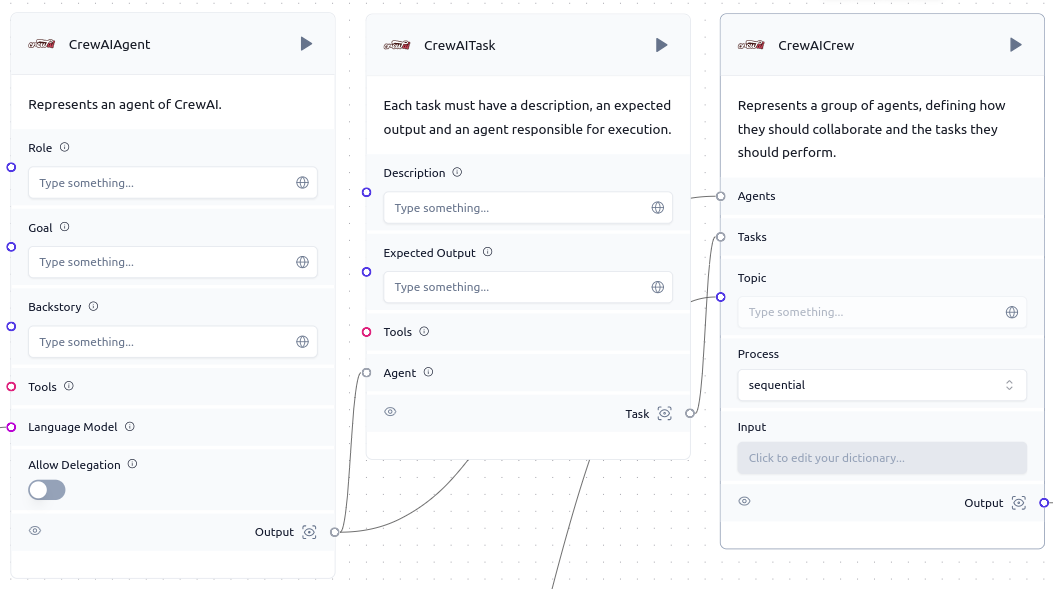 CrewAIAgent
Represents an agent of CrewAI.
Role
Type something...
Goal
Type something...
Backstory
Type something...
Tools
Language Model
Allow Delegation
Output
CrewAITask
Each task must have a description, an expected
output and an agent responsible for execution.
Description
Type something...
Expected Output
Type something...
Tools
Agent
Task
CrewAICrew
Represents a group of agents, defining how
they should collaborate and the tasks they
should perform.
Agents
Tasks
Topic
Type something...
Process
sequential
Input
Click to edit your dictionary...
Output